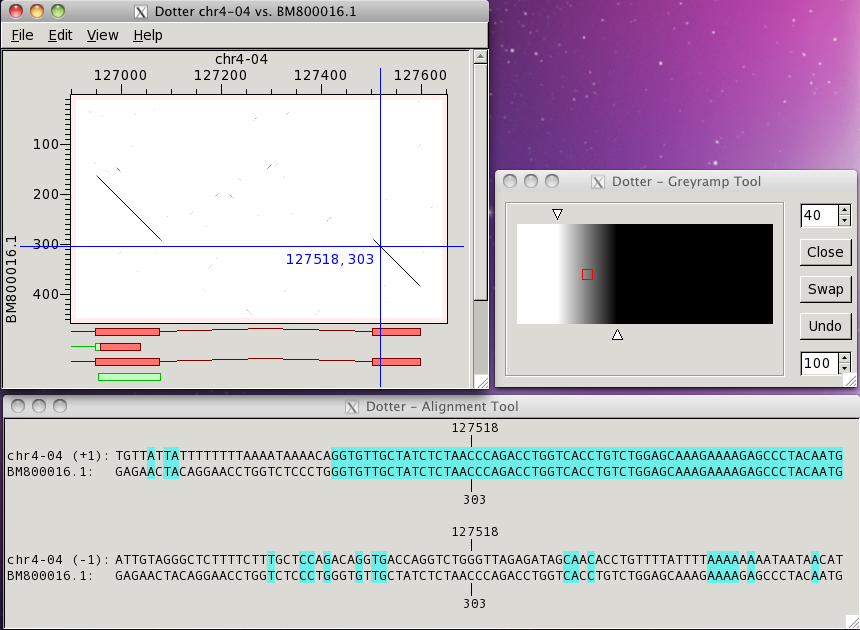 Dotter chr4-04 vs. BM800016.1
File Edit View Help
chr4-04
127000 127200 127400 127600
100
200
300
400
BM800016.1
127518, 303
Dotter - Greyramp Tool
40
Close
Swap
Undo
100
Dotter - Alignment Tool
127518
chr4-04 (+1): TGTTATTATTTTTTTTAAAATAAAACAGGTGTTGCTATCTCTAACCCAGACCTGGTCACCTGTCTGGAGCAAAGAAAAGAGCCCTACAATG
BM800016.1: GAGAACTACAGGAACCTGGTCTCCCTGGGTGTTGCTATCTCTAACCCAGACCTGGTCACCTGTCTGGAGCAAAGAAAAGAGCCCTACAATG
303
127518
chr4-04 (-1): ATTGTAGGGCTCTTTTCTTTGCTCCAGACAGGTGACCAGGTCTGGGTTAGAGATAGCAACACCTGTTTTATTTTAAAAAAAATAATAACAT
BM800016.1: GAGAACTACAGGAACCTGGTCTCCCTGGGTGTTGCTATCTCTAACCCAGACCTGGTCACCTGTCTGGAGCAAAGAAAAGAGCCCTACAATG
303